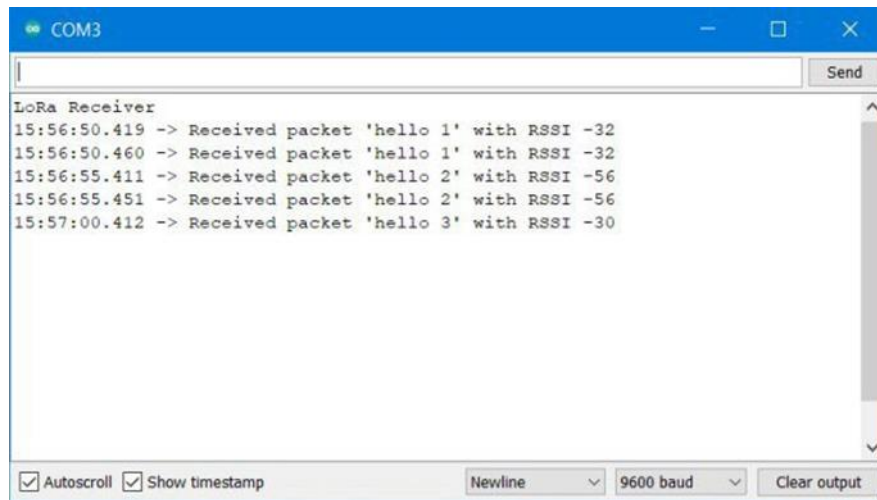 COM3
Send
LoRa Receiver
15:56:50.419 -> Received packet 'hello 1' with RSSI -32
15:56:50.460 -> Received packet 'hello 1' with RSSI -32
15:56:55.411 -> Received packet 'hello 2' with RSSI -56
15:56:55.451 -> Received packet 'hello 2' with RSSI -56
15:57:00.412 -> Received packet 'hello 3' with RSSI -30
Autoscroll Show timestamp Newline 9600 baud Clear output